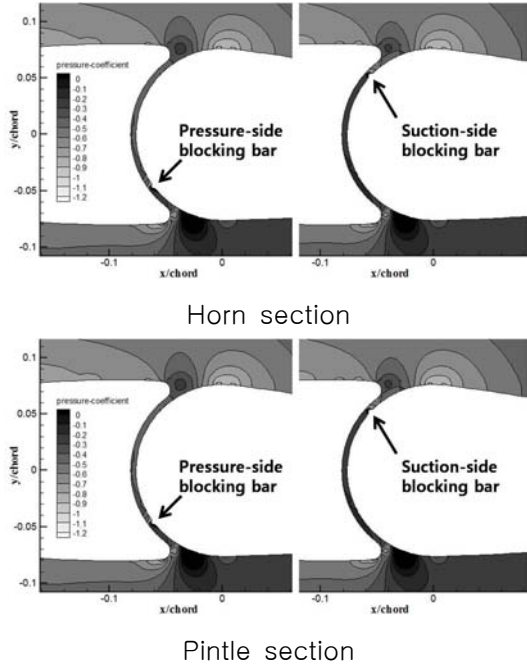 0.1
0.05
0
-0.05
-0.1
y/chord
pressure-coefficient
0
-0.1
-0.2
-0.3
-0.4
-0.5
-0.6
-0.7
-0.8
-0.9
-1
-1.1
-1.2
Pressure-side
blocking bar
Suction-side
blocking bar
-0.1
0
x/chord
-0.1
0
x/chord
Horn section
0.1
0.05
0
-0.05
-0.1
y/chord
pressure-coefficient
0
-0.1
-0.2
-0.3
-0.4
-0.5
-0.6
-0.7
-0.8
-0.9
-1
-1.1
-1.2
Pressure-side
blocking bar
Suction-side
blocking bar
-0.1
0
x/chord
-0.1
0
x/chord
Pintle section